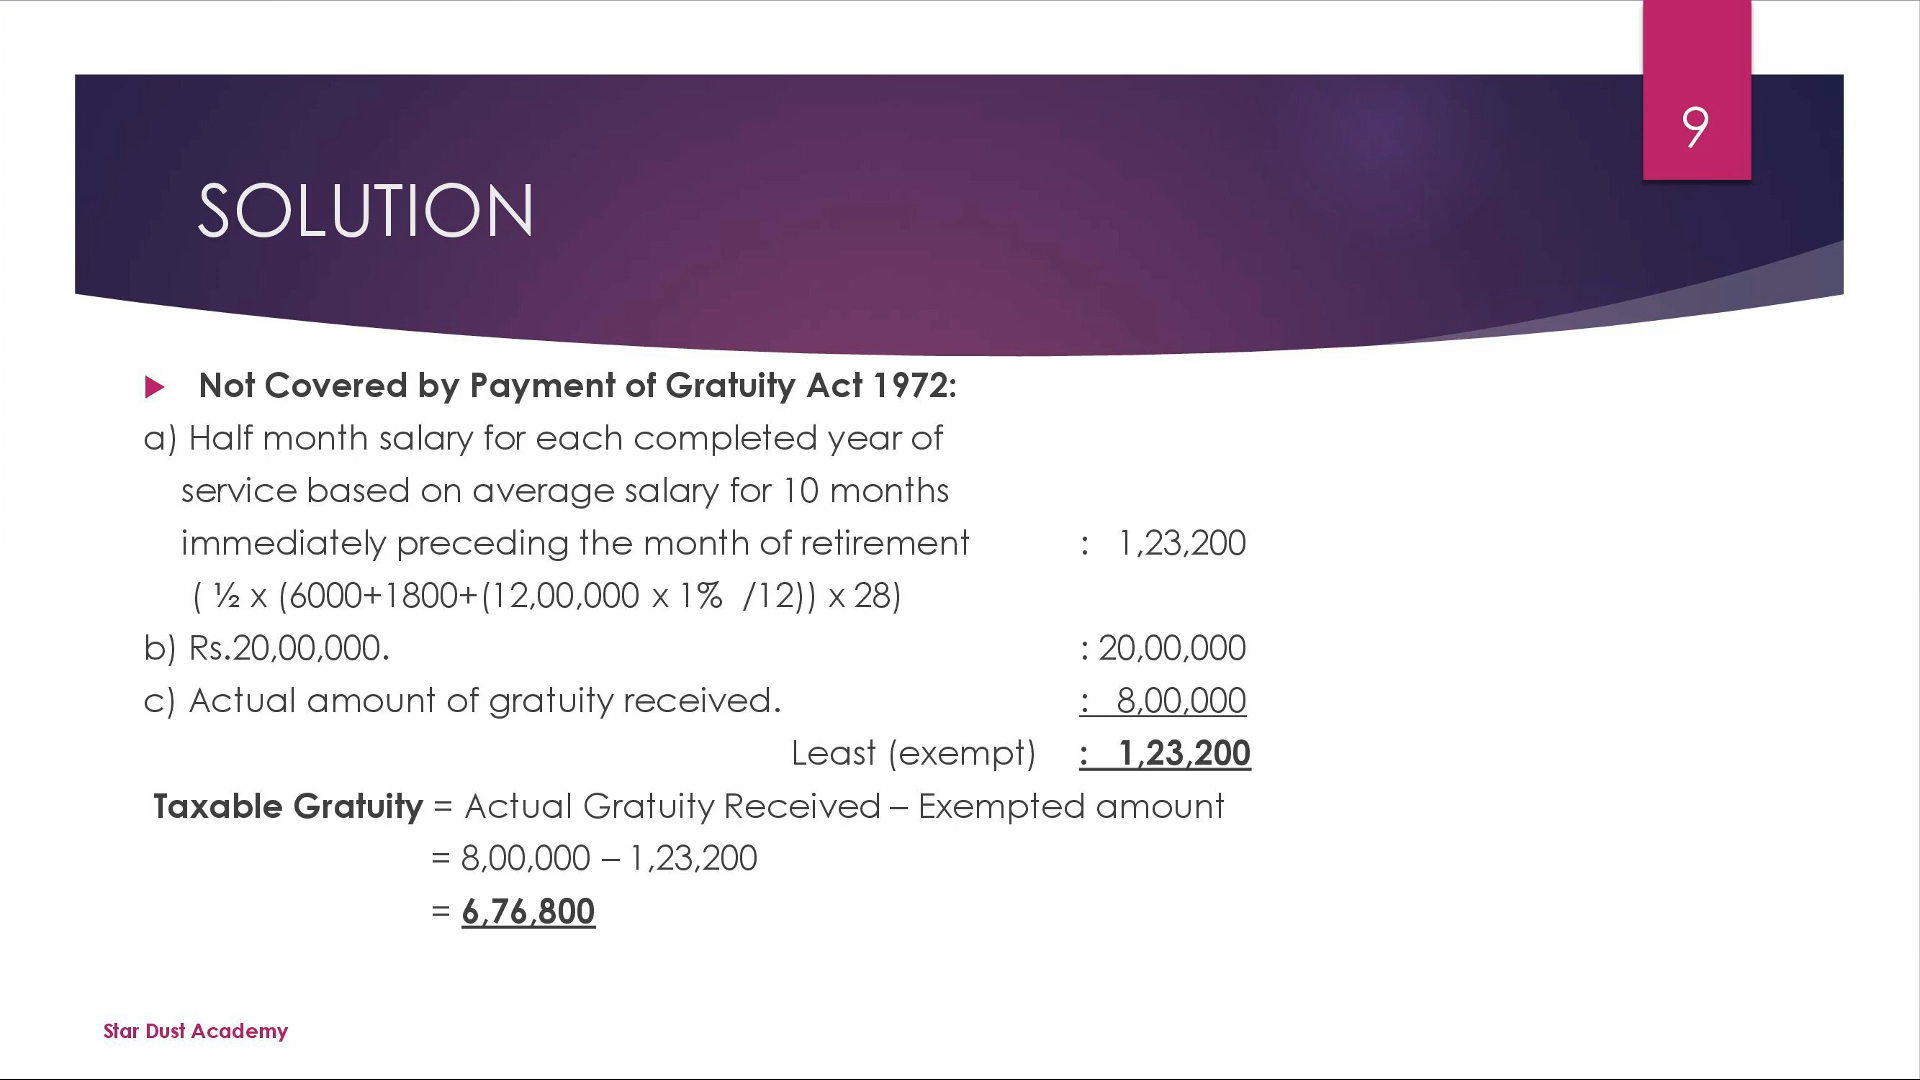 9
SOLUTION
Not Covered by Payment of Gratuity Act 1972:
a) Half month salary for each completed year of
service based on average salary for 10 months
immediately preceding the month of retirement : 1,23,200
( ½ x (6000+1800+(12,00,000 x 1% /12)) x 28)
b) Rs.20,00,000. : 20,00,000
c) Actual amount of gratuity received. : 8,00,000
Least (exempt) : 1,23,200
Taxable Gratuity = Actual Gratuity Received – Exempted amount
= 8,00,000 – 1,23,200
= 6,76,800
Star Dust Academy